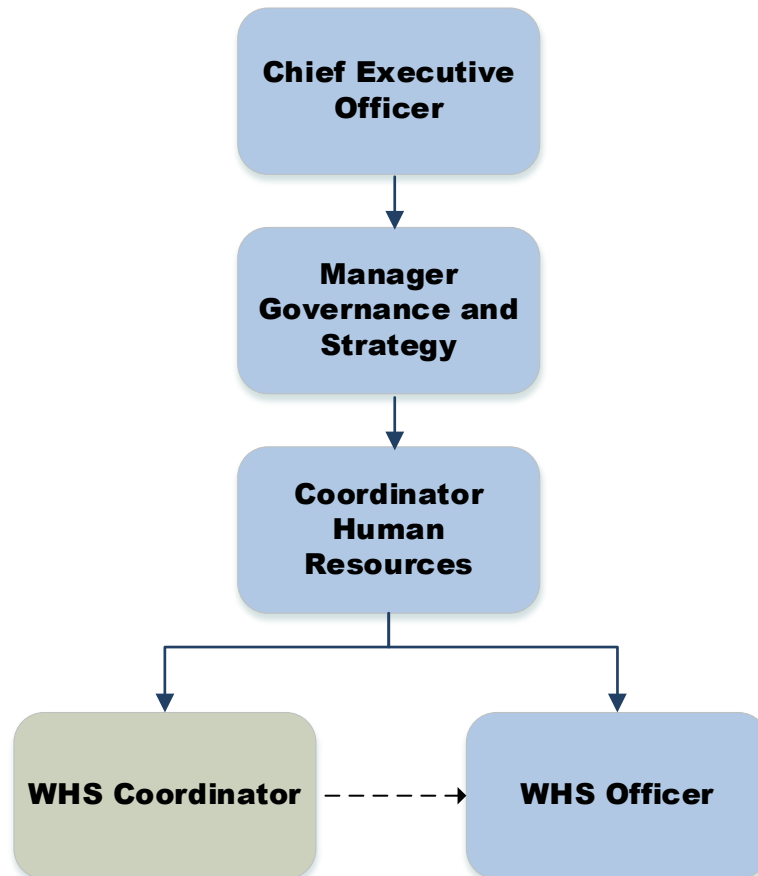 Chief Executive
Officer
Manager
Governance and
Strategy
Coordinator
Human
Resources
WHS Coordinator
WHS Officer